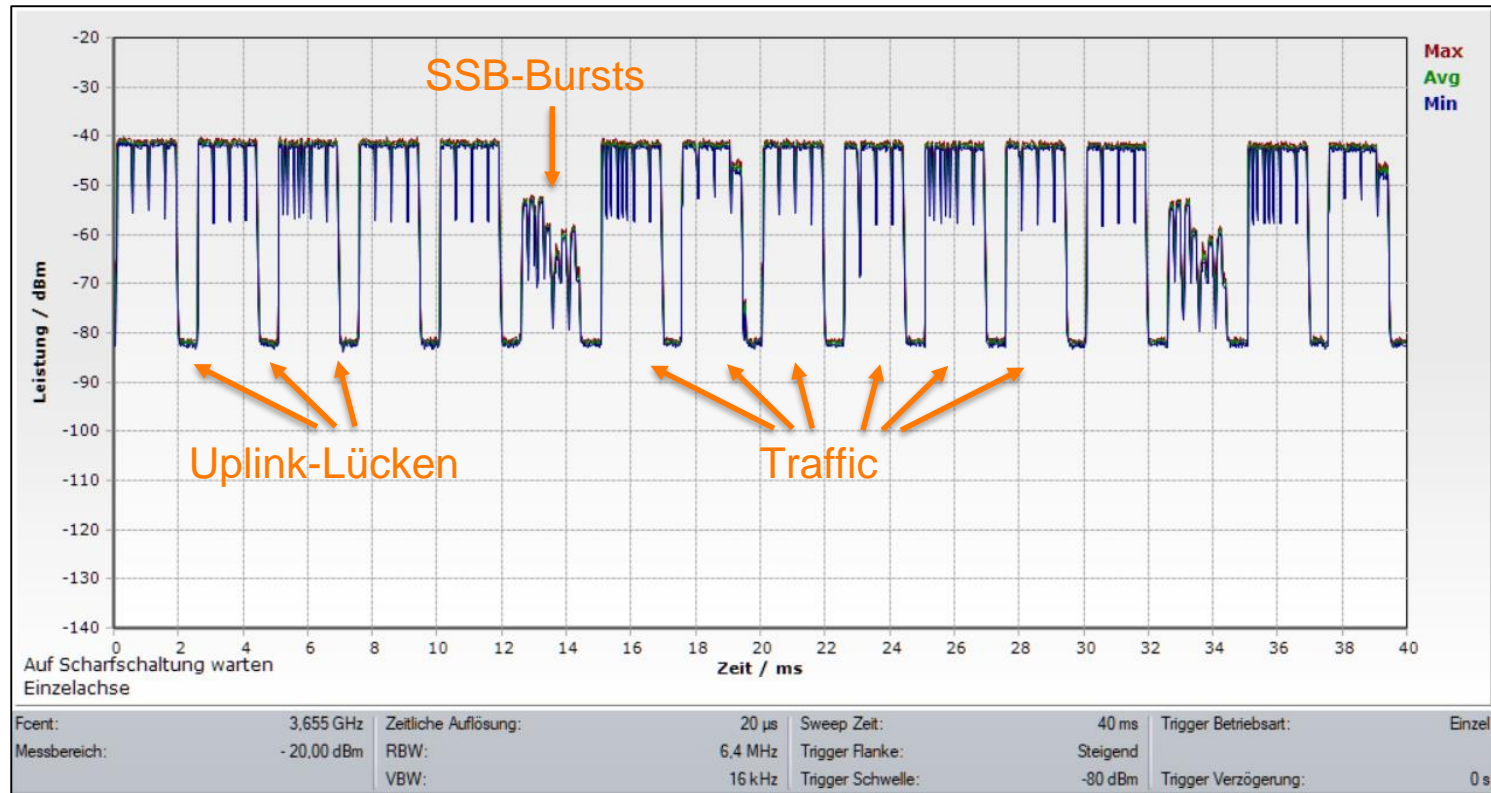 -20
-30
-40
-50
-60
-70
-80
-90
-100
-110
-120
-130
-140
Leistung / dBm
SSB-Bursts
Max
Avg
Min
Uplink-Lücken
Traffic
0 2 4 6 8 10 12 14 16 18 20 22 24 26 28 30 32 34 36 38 40
Zeit / ms
Auf Scharfschaltung warten
Einzelachse
Fcent: 3,655 GHz Zeitliche Auflösung: 20 µs Sweep Zeit: 40 ms Trigger Betriebsart: Einzel
Messbereich: - 20,00 dBm RBW: 6,4 MHz Trigger Flanke: Steigend
VBW: 16 kHz Trigger Schwelle: -80 dBm Trigger Verzögerung: 0 s